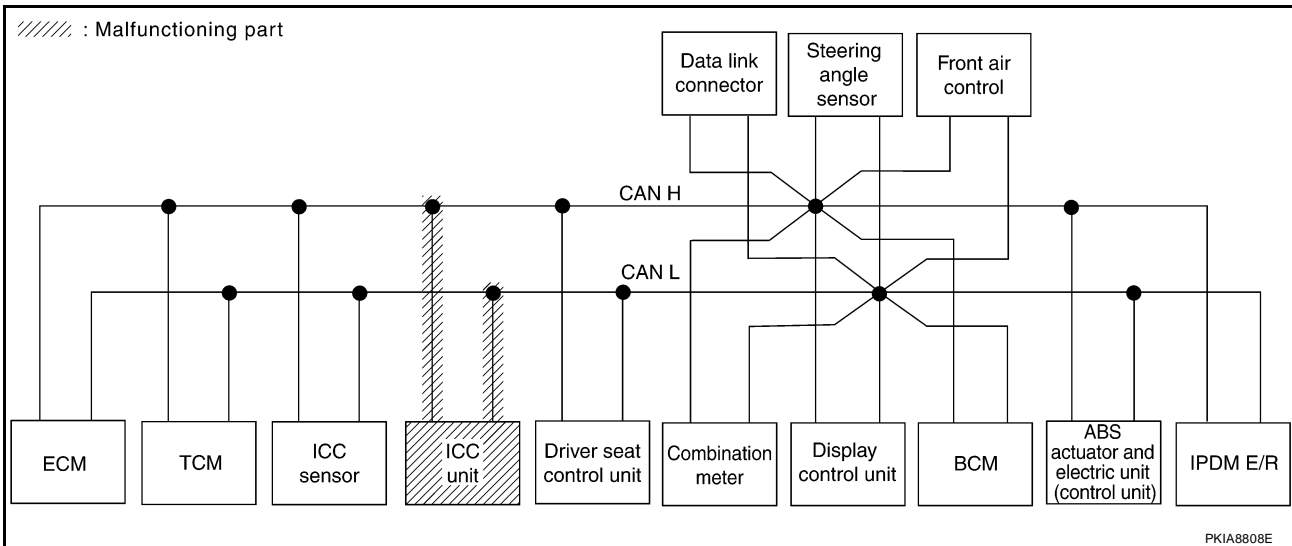 : Malfunctioning part
Data link
connector
Steering
angle
sensor
Front air
control
CAN H
CAN L
ECM
TCM
ICC
sensor
ICC
unit
Driver seat
control unit
Combination
meter
Display
control unit
BCM
ABS
actuator and
electric unit
(control unit)
IPDM E/R
PKIA8808E